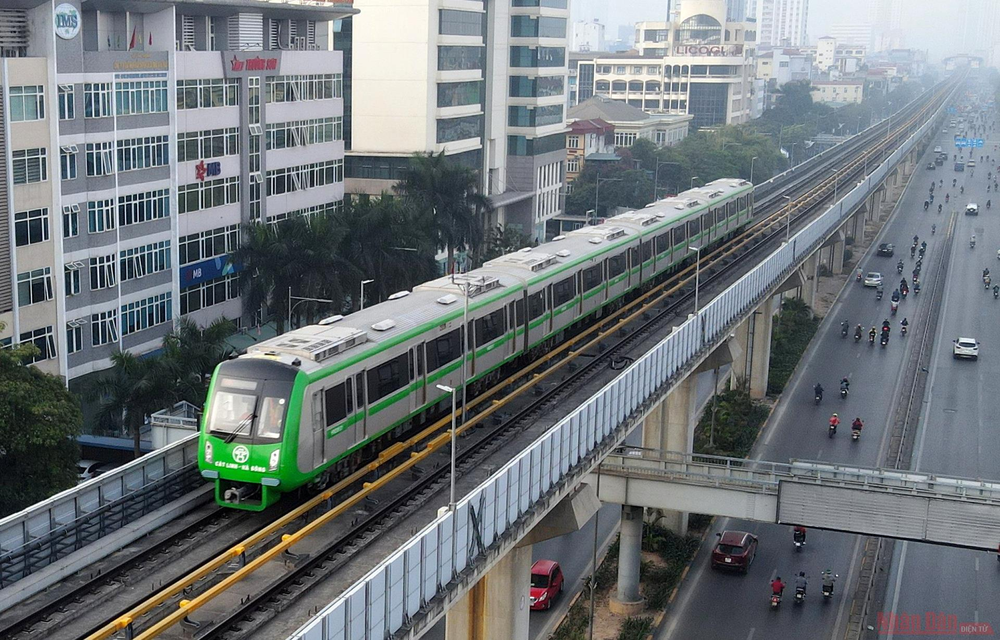 IMS
TRƯỜNG SƠN
LICOGI
MB
MB
CÁT LINH - HÀ ĐÔNG
Nhân Dân
ĐIỆN TỬ